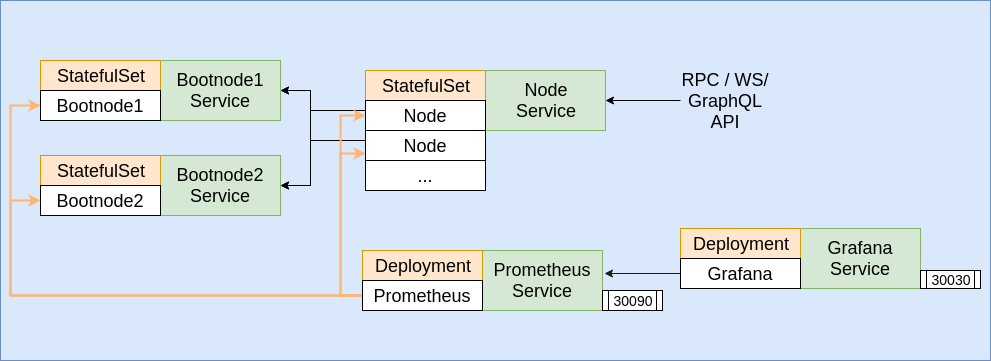 StatefulSet
Bootnode1
Bootnode1
Service
StatefulSet
Bootnode2
Bootnode2
Service
StatefulSet
Node
Node
...
Node
Service
RPC / WS/
GraphQL
API
Deployment
Prometheus
Prometheus
Service
30090
Deployment
Grafana
Grafana
Service
30030